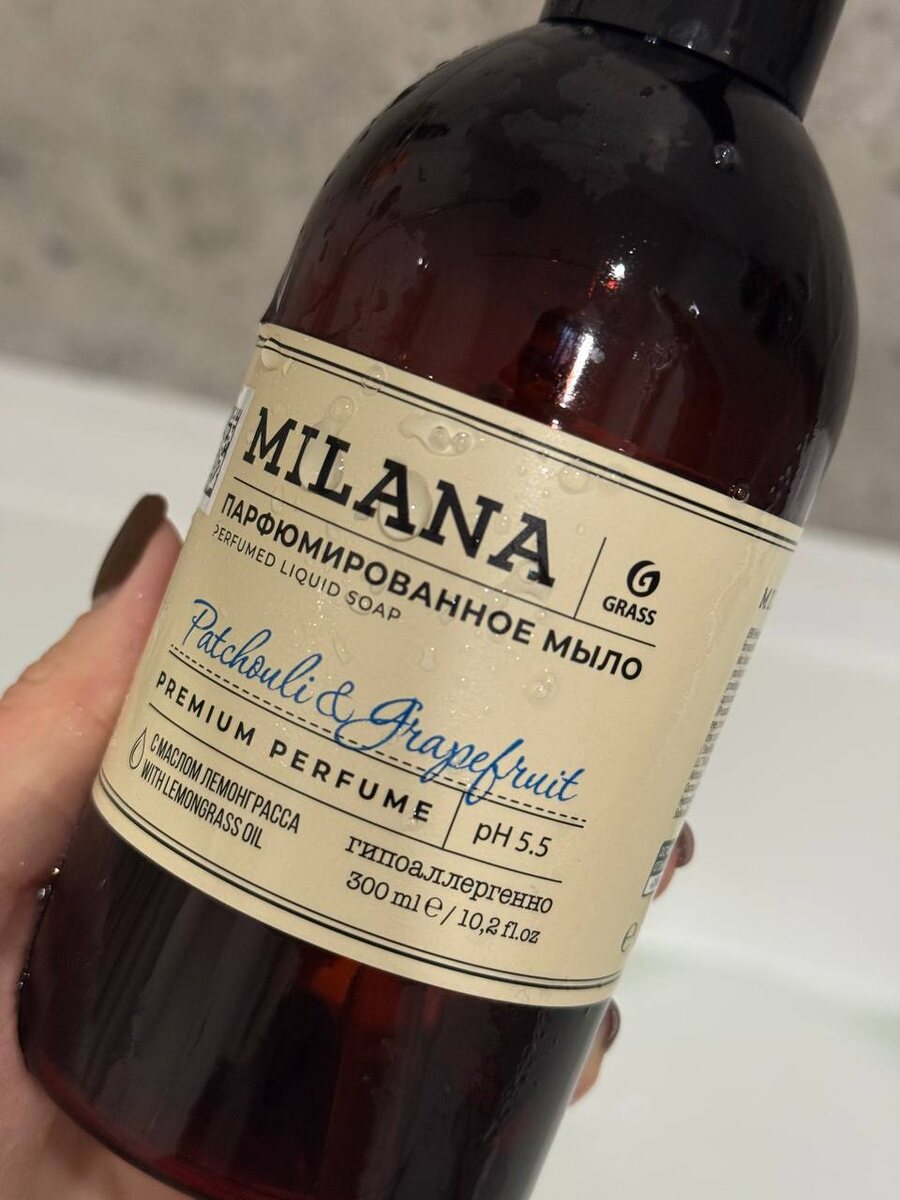 MILANA
GRASS
ПАРФЮМИРОВАННОЕ МЫЛО
PERFUMED LIQUID SOAP
Patchouli & Grapefruit
PREMIUM PERFUME
pH 5.5
С МАСЛОМ ЛЕМОНГРАССА
WITH LEMONGRASS OIL
гипоаллергенно
300 ml ℮ / 10,2 fl.oz